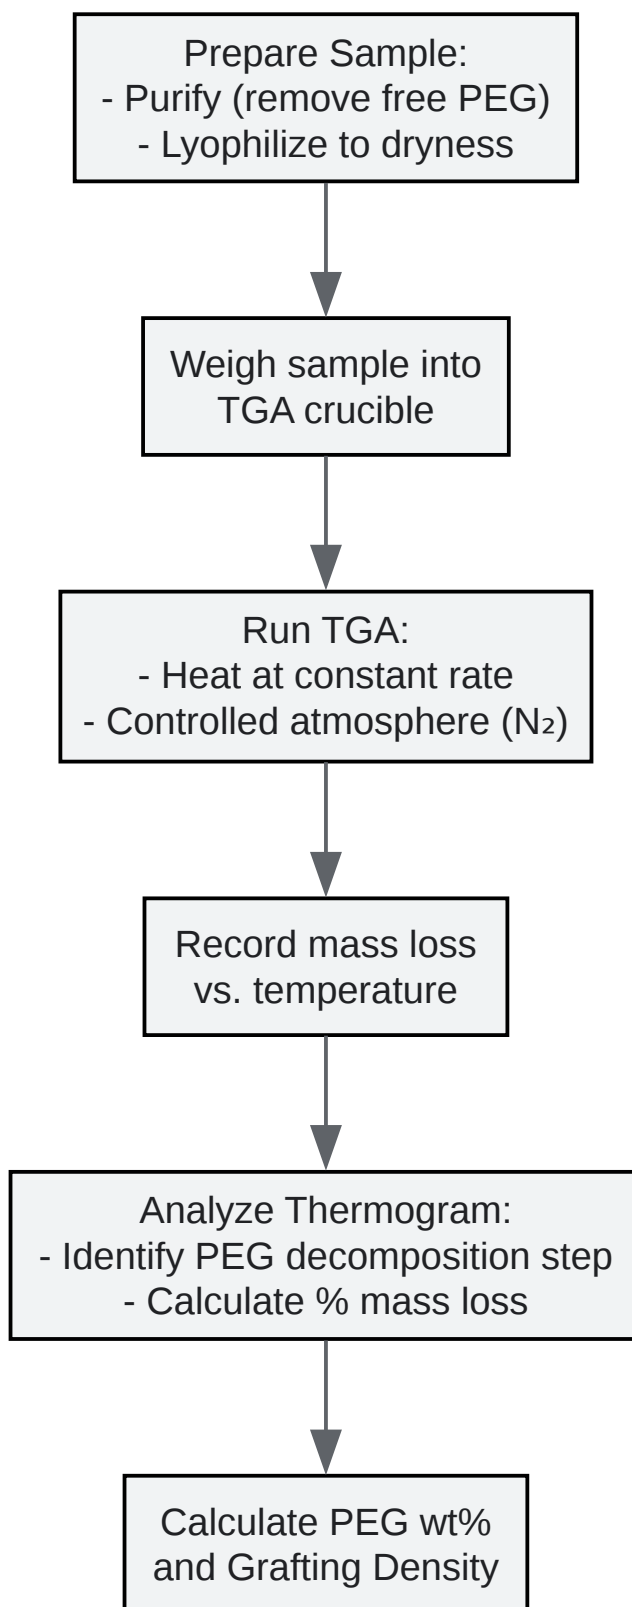 Prepare Sample:
- Purify (remove free PEG)
- Lyophilize to dryness
Weigh sample into
TGA crucible
Run TGA:
- Heat at constant rate
- Controlled atmosphere (N₂)
Record mass loss
vs. temperature
Analyze Thermogram:
- Identify PEG decomposition step
- Calculate % mass loss
Calculate PEG wt%
and Grafting Density